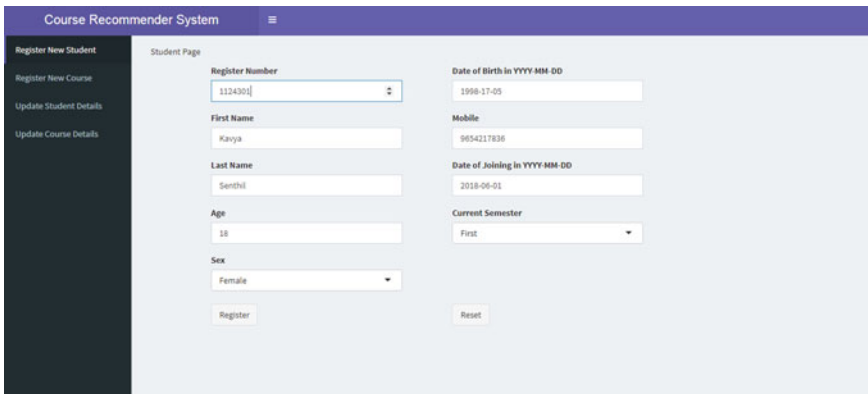 Course Recommender System
Register New Student
Register New Course
Update Student Details
Update Course Details
Student Page
Register Number
1124301
First Name
Kavya
Last Name
Senthil
Age
18
Sex
Female
Register
Date of Birth in YYYY-MM-DD
1998-17-05
Mobile
9654217836
Date of Joining in YYYY-MM-DD
2018-06-01
Current Semester
First
Reset